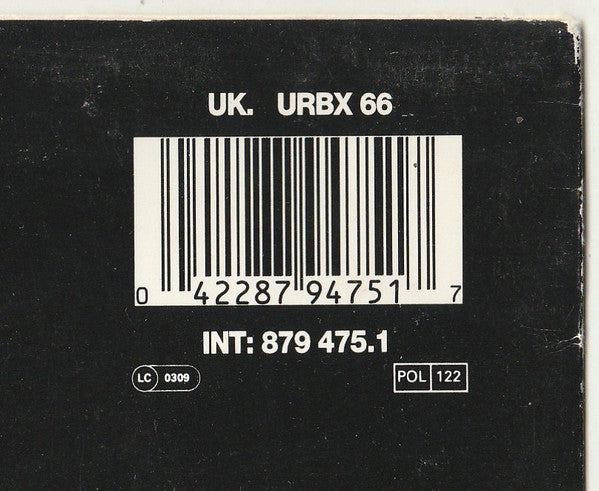 UK. URBX 66
0 42287 94751 7
INT: 879 475.1
LC 0309 POL 122